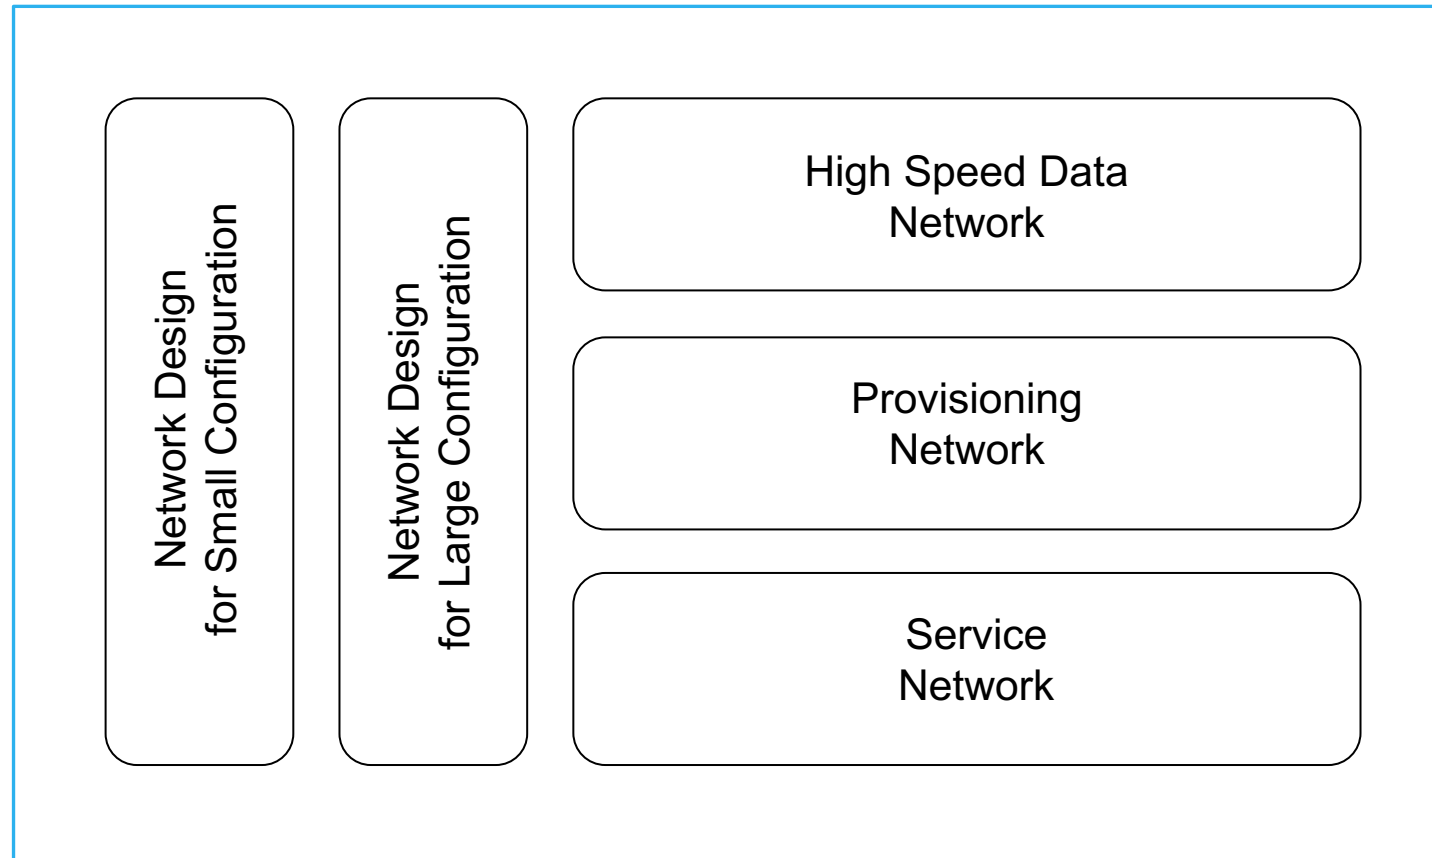 Network Design
for Small Configuration
Network Design
for Large Configuration
High Speed Data
Network
Provisioning
Network
Service
Network